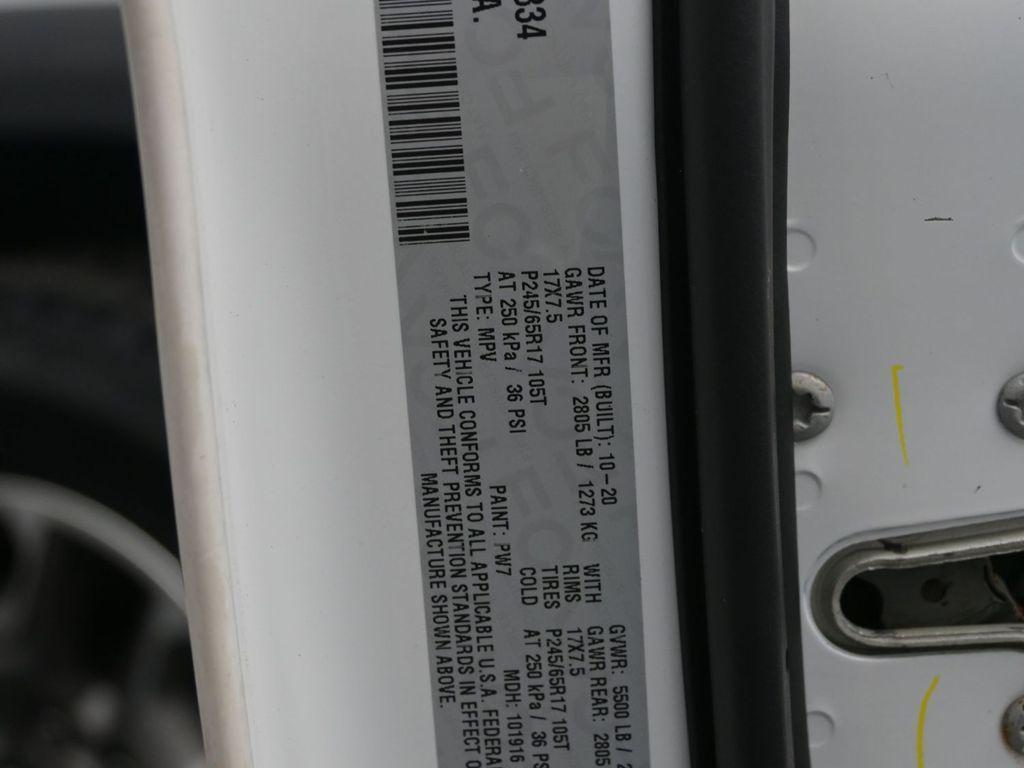 DATE OF MFR (BUILT): 10-20 GVWR: 5500 LB /
GAWR FRONT: 2805 LB / 1273 KG WITH GAWR REAR: 2805
17X7.5 RIMS 17X7.5
P245/65R17 105T TIRES P245/65R17 105T
AT 250 kPa / 36 PSI COLD AT 250 kPa / 36
TYPE: MPV PAINT: PW7 MDH: 101916
THIS VEHICLE CONFORMS TO ALL APPLICABLE U.S.A. FEDERAL
SAFETY AND THEFT PREVENTION STANDARDS IN EFFECT
MANUFACTURE SHOWN ABOVE.
334
A.